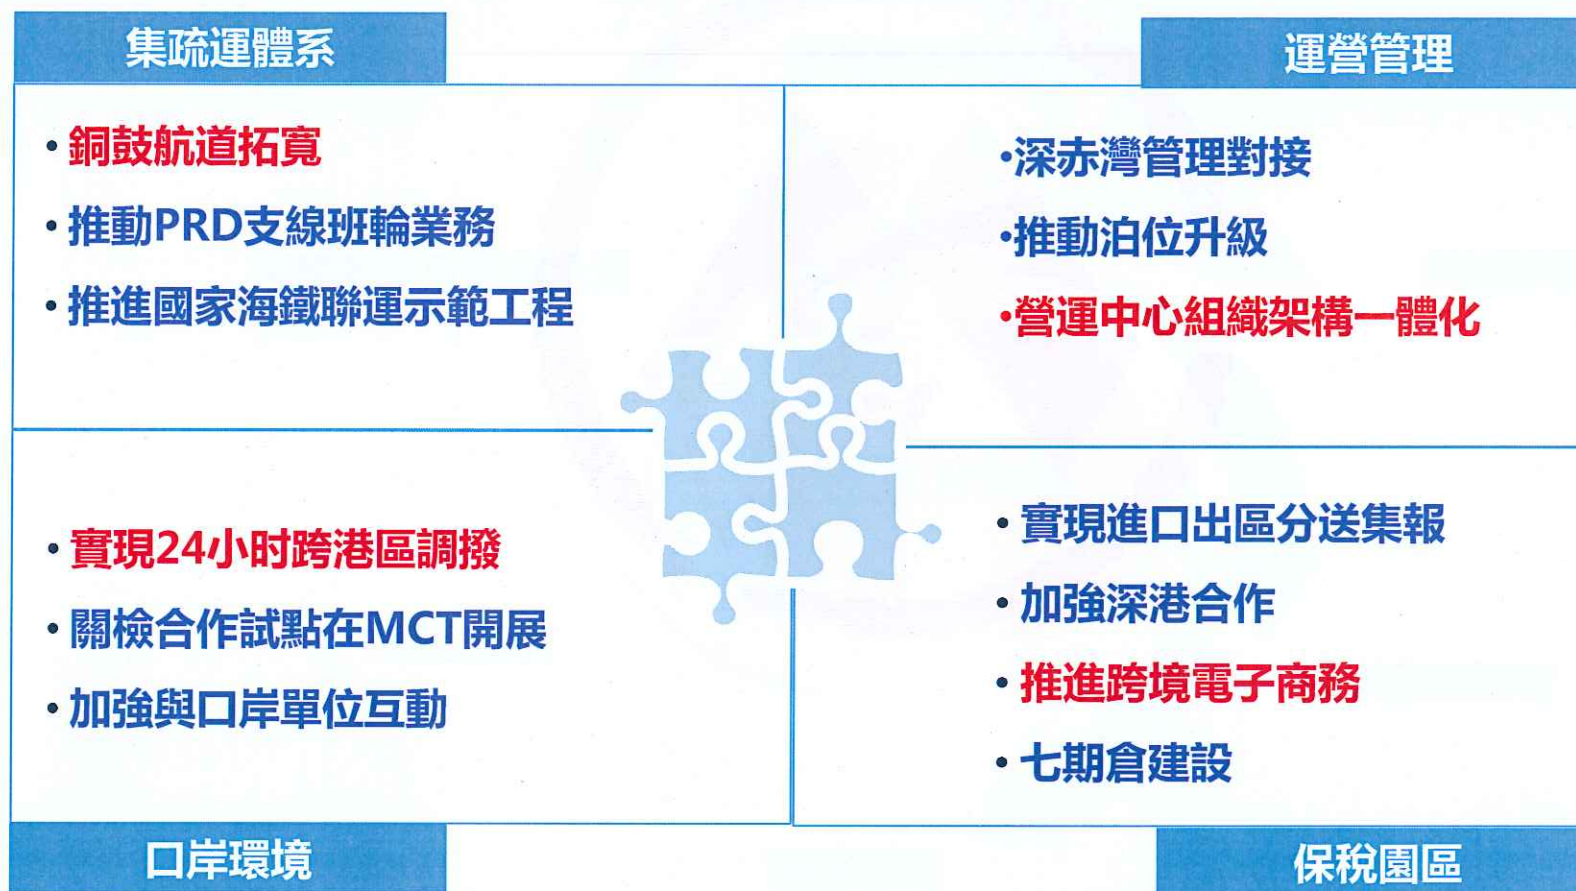 集疏運體系
• 銅鼓航道拓寬
• 推動PRD支線班輪業務
• 推進國家海鐵聯運示範工程
運營管理
•深赤灣管理對接
•推動泊位升級
•營運中心組織架構一體化
• 實現24小时跨港區調撥
• 關檢合作試點在MCT開展
• 加強與口岸單位互動
口岸環境
• 實現進口出區分送集報
• 加強深港合作
• 推進跨境電子商務
• 七期倉建設
保稅園區